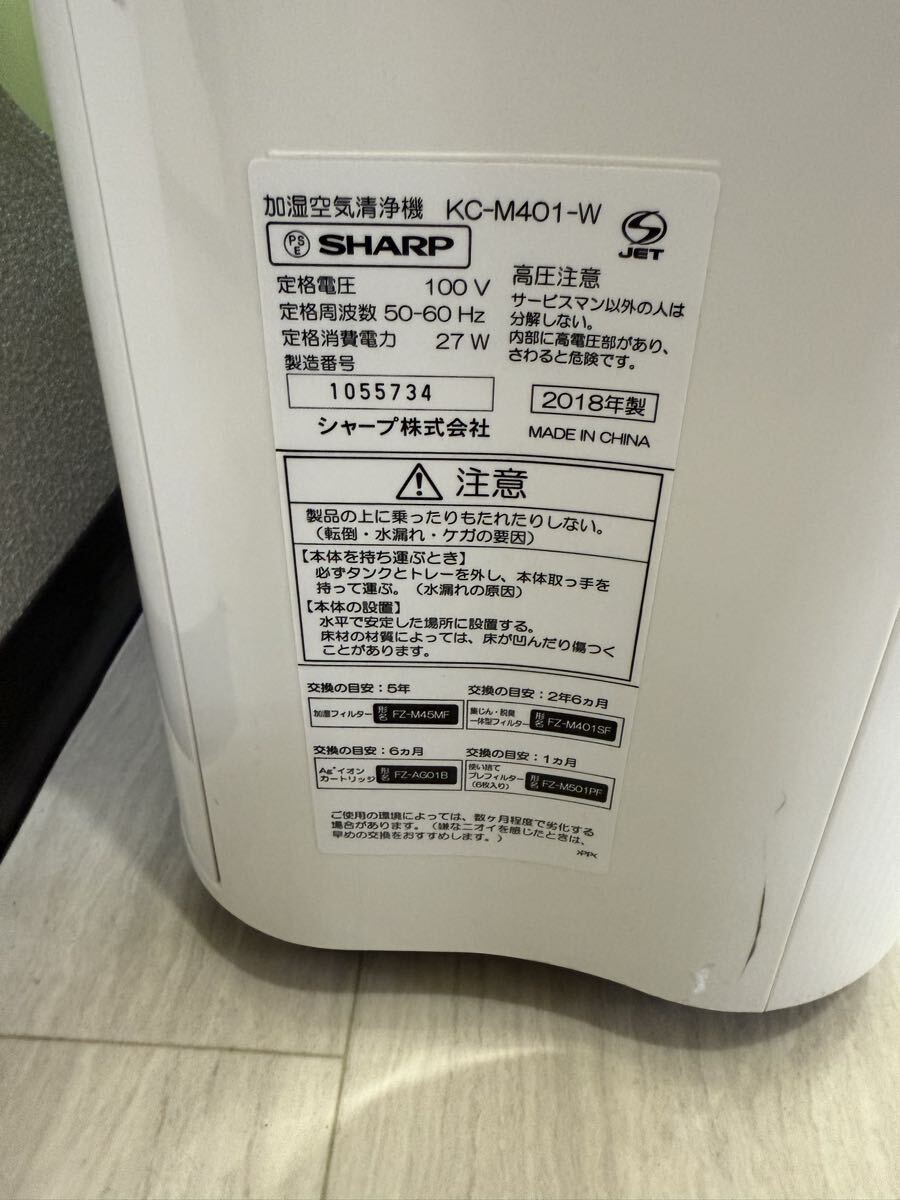 加湿空気清浄機 KC-M401-W
PSE SHARP
JET
定格電圧 100 V
定格周波数 50-60 Hz
定格消費電力 27 W
製造番号
1055734
シャープ株式会社
高圧注意
サービスマン以外の人は
分解しない。
内部に高電圧部があり、
さわると危険です。
2018年製
MADE IN CHINA
注意
製品の上に乗ったりもたれたりしない。
(転倒・水漏れ・ケガの要因)
【本体を持ち運ぶとき】
必ずタンクとトレーを外し、本体取っ手を
持って運ぶ。(水漏れの原因)
【本体の設置】
水平で安定した場所に設置する。
床材の材質によっては、床が凹んだり傷つく
ことがあります。
交換の目安:5年
加湿フィルター 形名 FZ-M45MF
交換の目安:2年6ヵ月
集じん・脱臭
一体型フィルター 形名 FZ-M401SF
交換の目安:6ヵ月
Ag⁺イオン
カートリッジ 形名 FZ-AG01B
交換の目安:1ヵ月
使い捨て
プレフィルター
(6枚入り) 形名 FZ-M501PF
ご使用の環境によっては、数ヶ月程度で劣化する
場合があります。(嫌なニオイを感じたときは、
早めの交換をおすすめします。)
>PP<